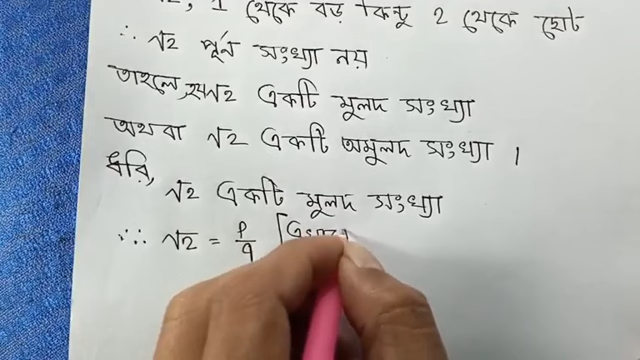 , 1 থেকে বড় কিন্তু 2 থেকে ছোট
∴ √2 পূর্ন সংখ্যা নয়
তাহলে, হয় √2 একটি মূলদ সংখ্যা
অথবা √2 একটি অমূলদ সংখ্যা ।
ধরি,
√2 একটি মূলদ সংখ্যা
∴ √2 = p/q [